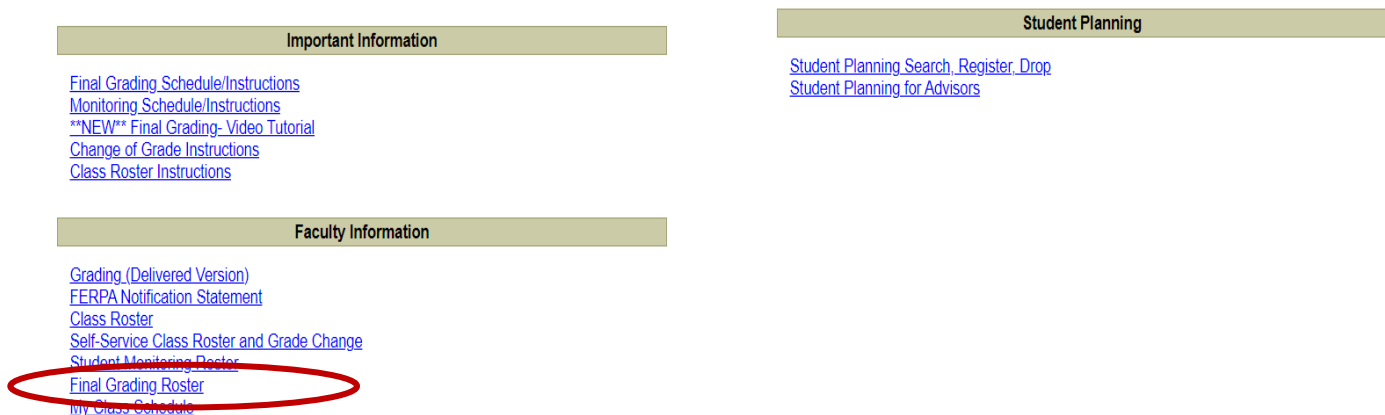 Important Information
Final Grading Schedule/Instructions
Monitoring Schedule/Instructions
**NEW** Final Grading- Video Tutorial
Change of Grade Instructions
Class Roster Instructions
Faculty Information
Grading (Delivered Version)
FERPA Notification Statement
Class Roster
Self-Service Class Roster and Grade Change
Student Monitoring Roster
Final Grading Roster
My Class Schedule
Student Planning
Student Planning Search, Register, Drop
Student Planning for Advisors